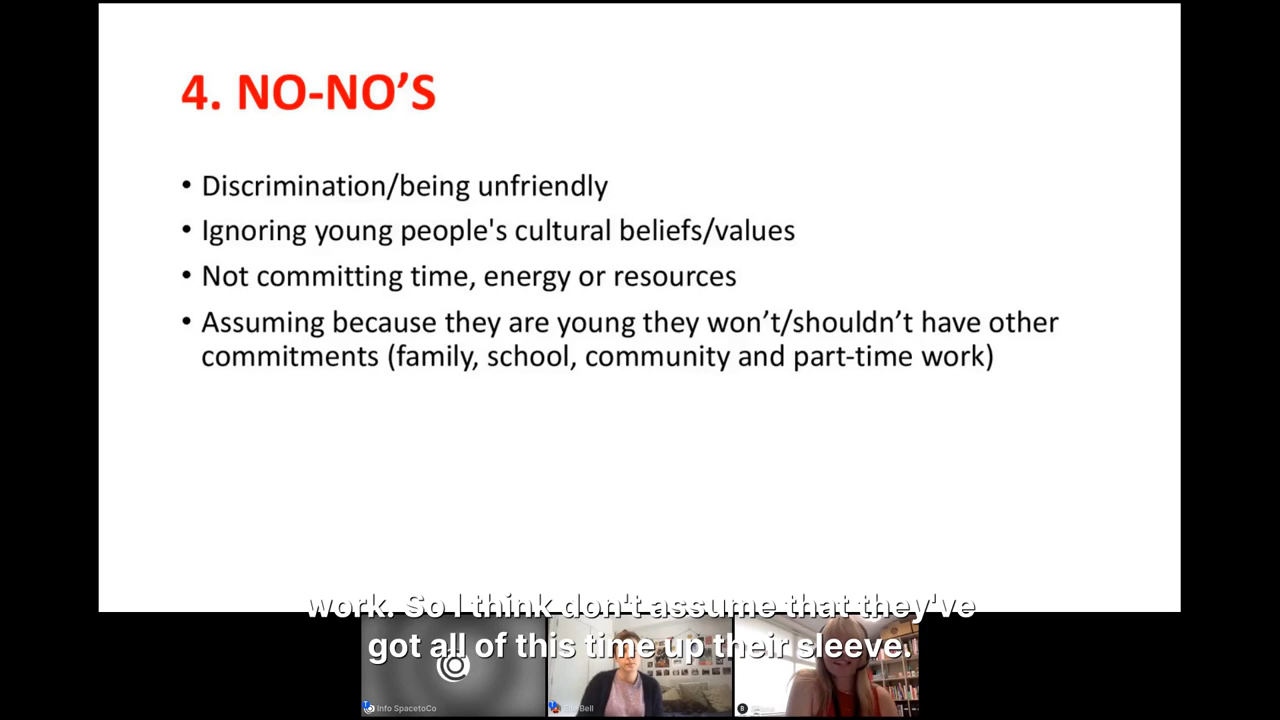 4. NO-NO’S
• Discrimination/being unfriendly
• Ignoring young people's cultural beliefs/values
• Not committing time, energy or resources
• Assuming because they are young they won’t/shouldn’t have other
commitments (family, school, community and part-time work)
work. So I think don't assume that they've
got all of this time up their sleeve.
Info SpacetoCo
Bell